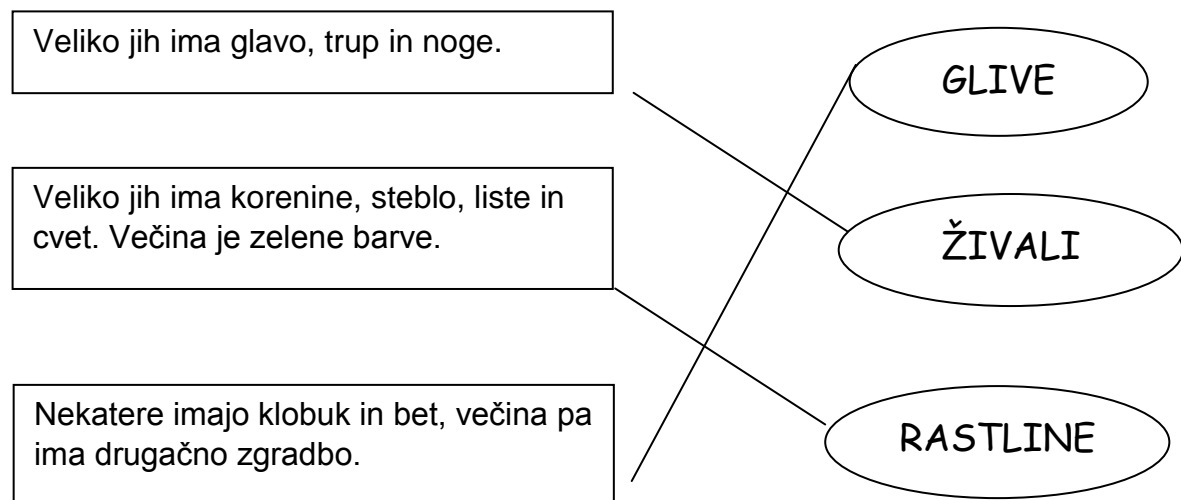 Veliko jih ima glavo, trup in noge.
GLIVE
Veliko jih ima korenine, steblo, liste in
cvet. Večina je zelene barve.
ŽIVALI
Nekatere imajo klobuk in bet, večina pa
ima drugačno zgradbo.
RASTLINE